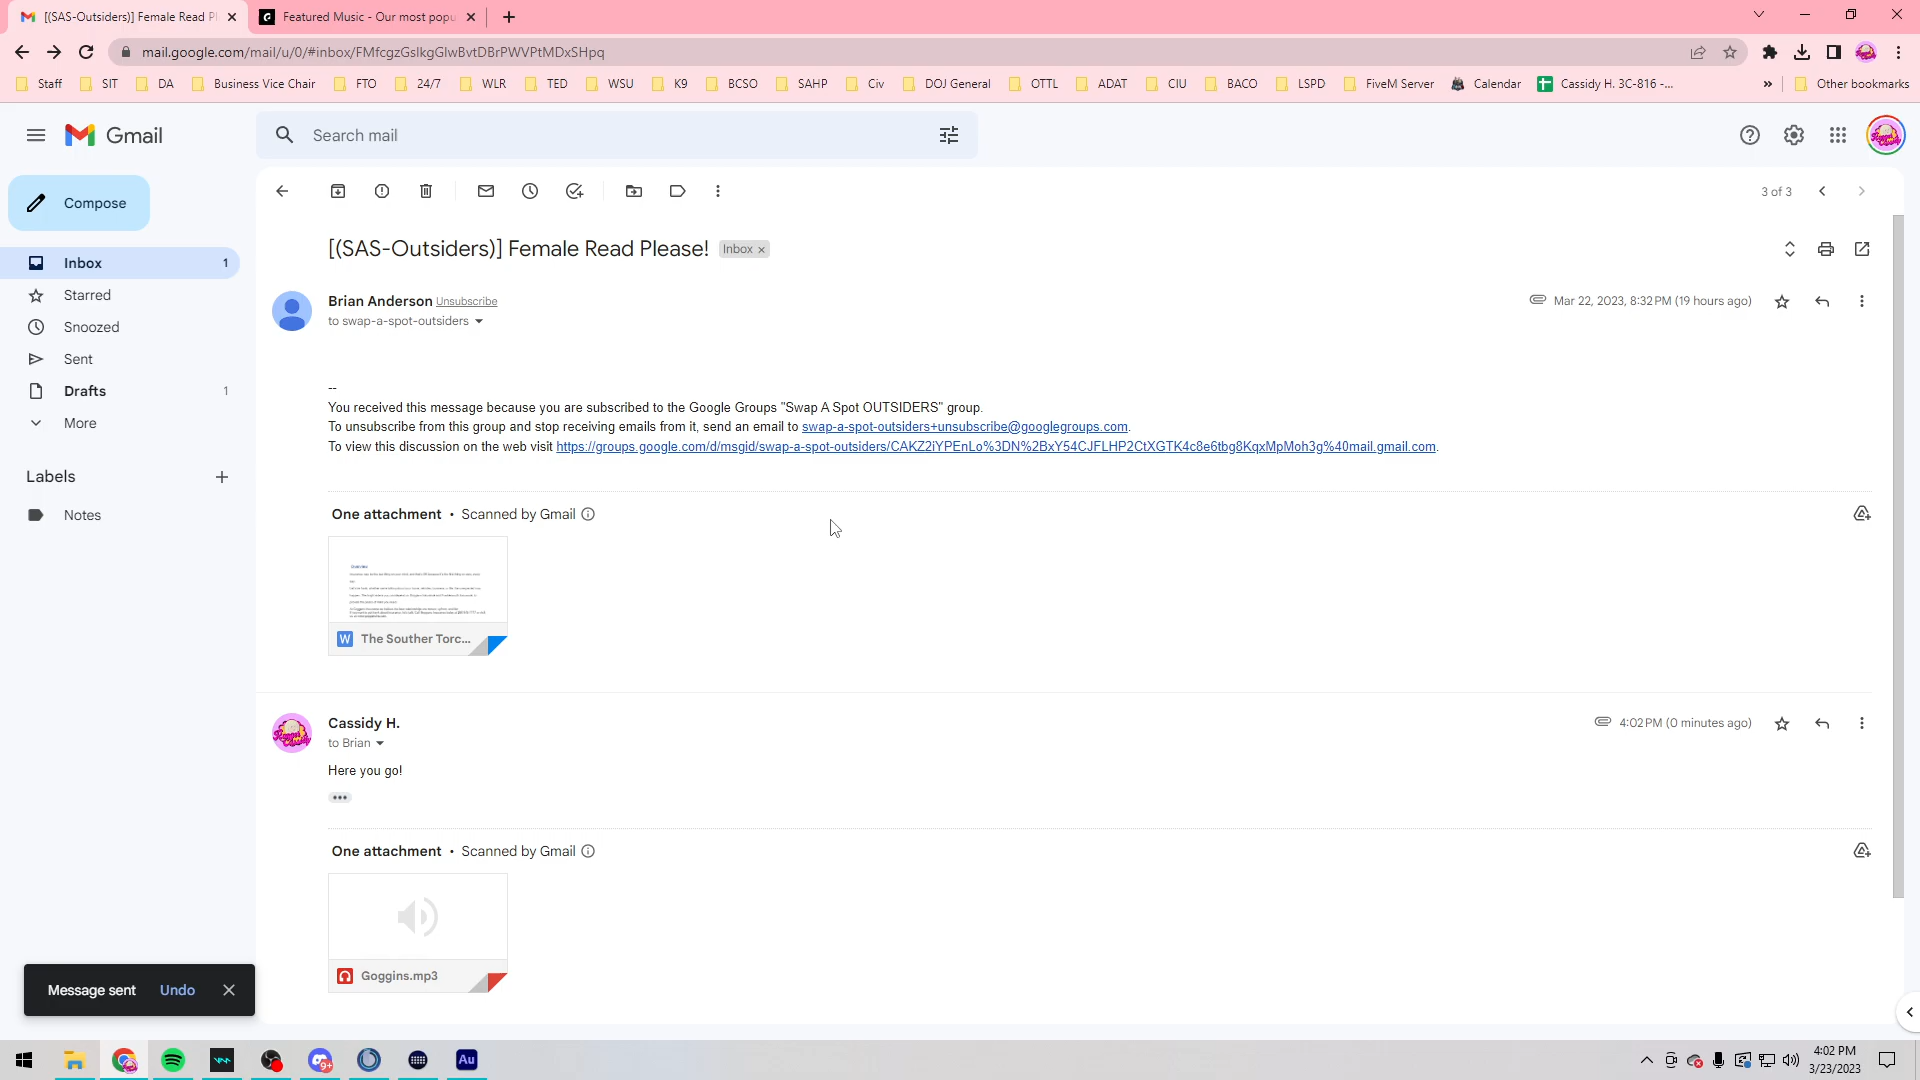 [(SAS-Outsiders)] Female Read Pl
Featured Music - Our most popu
mail.google.com/mail/u/0/#inbox/FMfcgzGslkgGlwBvtDBrPWVPtMDxSHpq
Staff SIT DA Business Vice Chair FTO 24/7 WLR TED WSU K9 BCSO SAHP Civ DOJ General OTTL ADAT CIU BACO LSPD FiveM Server Calendar Cassidy H. 3C-816 -... » Other bookmarks
Gmail
Search mail
Compose
3 of 3
Inbox 1
Starred
Snoozed
Sent
Drafts 1
More
Labels
Notes
[(SAS-Outsiders)] Female Read Please! Inbox x
Brian Anderson Unsubscribe
Mar 22, 2023, 8:32 PM (19 hours ago)
to swap-a-spot-outsiders
--
You received this message because you are subscribed to the Google Groups "Swap A Spot OUTSIDERS" group.
To unsubscribe from this group and stop receiving emails from it, send an email to swap-a-spot-outsiders+unsubscribe@googlegroups.com.
To view this discussion on the web visit https://groups.google.com/d/msgid/swap-a-spot-outsiders/CAKZ2iYPEnLo%3DN%2BxY54CJFLHP2CtXGTK4c8e6tbg8KqxMpMoh3g%40mail.gmail.com.
One attachment • Scanned by Gmail
Overview
W The Souther Torc...
Cassidy H.
4:02 PM (0 minutes ago)
to Brian
Here you go!
One attachment • Scanned by Gmail
Goggins.mp3
Message sent Undo
9+
Au
4:02 PM
3/23/2023